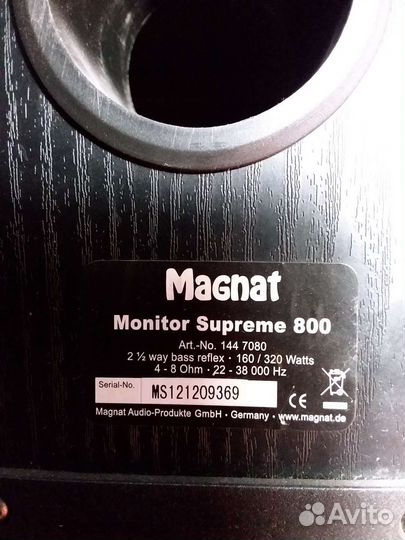 Magnat
Monitor Supreme 800
Art.-No. 144 7080
2 ½ way bass reflex · 160 / 320 Watts
4 - 8 Ohm · 22 - 38 000 Hz
Serial-No. MS121209369
CE
Magnat Audio-Produkte GmbH · Germany · www.magnat.de
Avito